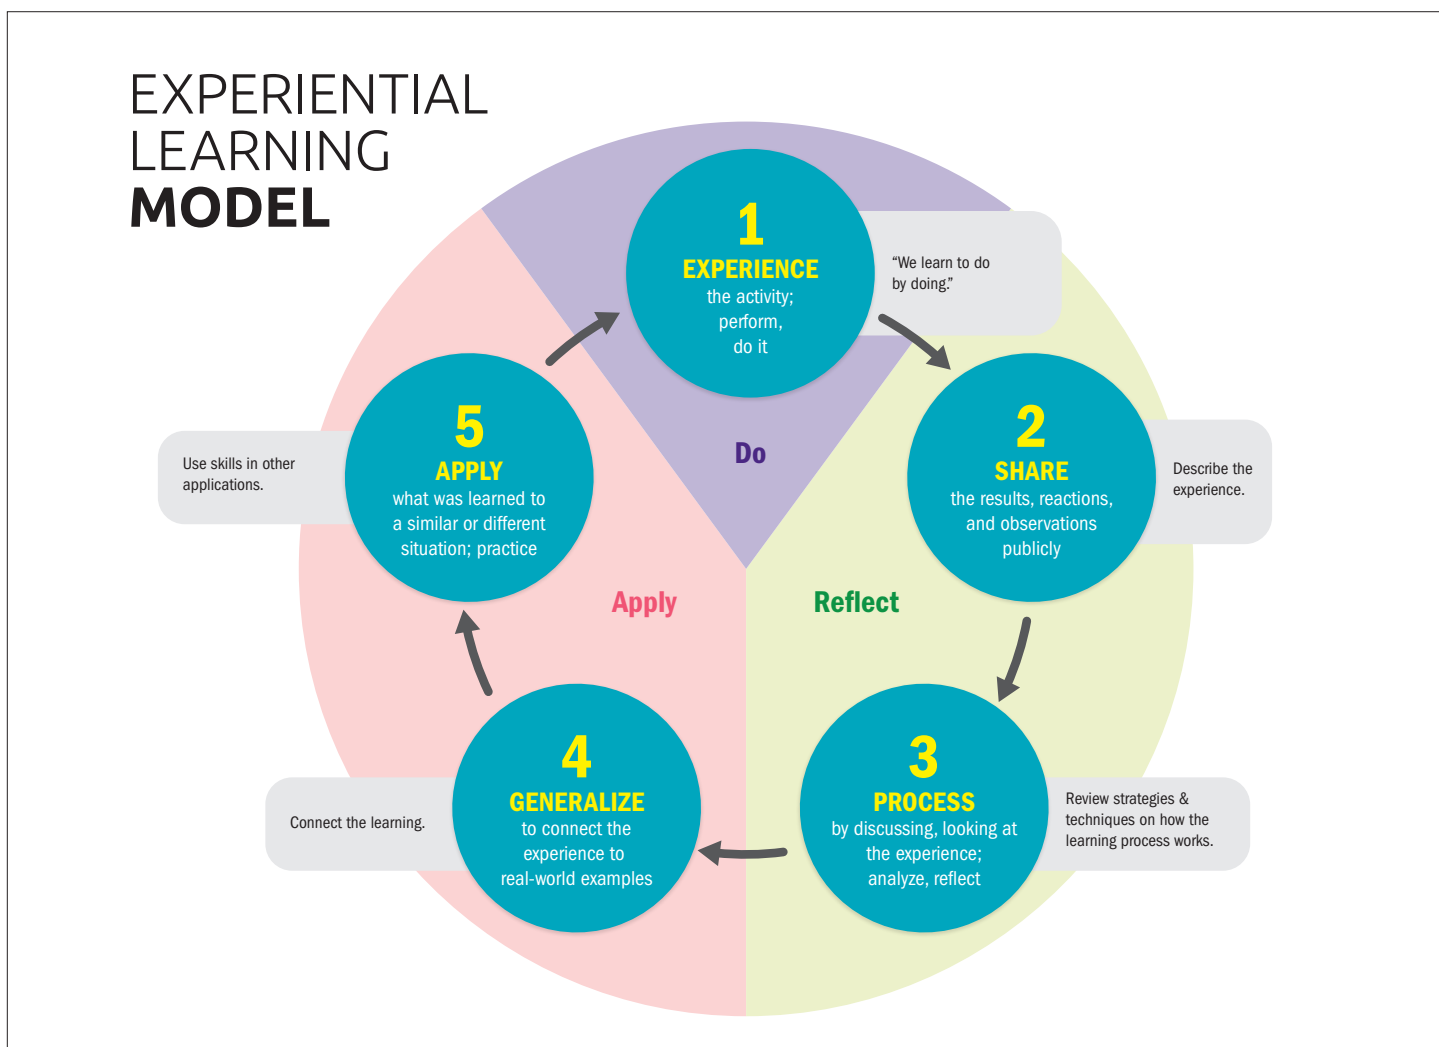 EXPERIENTIAL
LEARNING
MODEL
1
EXPERIENCE
the activity;
perform,
do it
“We learn to do
by doing.”
Do
2
SHARE
the results, reactions,
and observations
publicly
Describe the
experience.
Reflect
3
PROCESS
by discussing, looking at
the experience;
analyze, reflect
Review strategies &
techniques on how the
learning process works.
4
GENERALIZE
to connect the
experience to
real-world examples
Connect the learning.
Apply
5
APPLY
what was learned to
a similar or different
situation; practice
Use skills in other
applications.